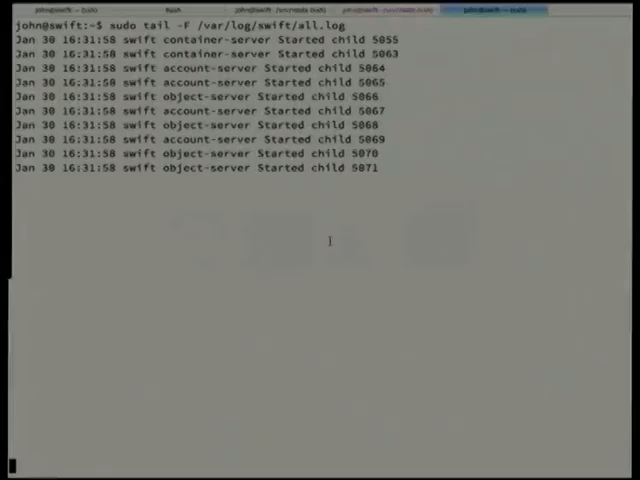 john@swift:~$ sudo tail -F /var/log/swift/all.log
Jan 30 16:31:58 swift container-server Started child 5055
Jan 30 16:31:58 swift container-server Started child 5063
Jan 30 16:31:58 swift account-server Started child 5064
Jan 30 16:31:58 swift account-server Started child 5065
Jan 30 16:31:58 swift object-server Started child 5066
Jan 30 16:31:58 swift account-server Started child 5067
Jan 30 16:31:58 swift object-server Started child 5068
Jan 30 16:31:58 swift account-server Started child 5069
Jan 30 16:31:58 swift object-server Started child 5070
Jan 30 16:31:58 swift object-server Started child 5071